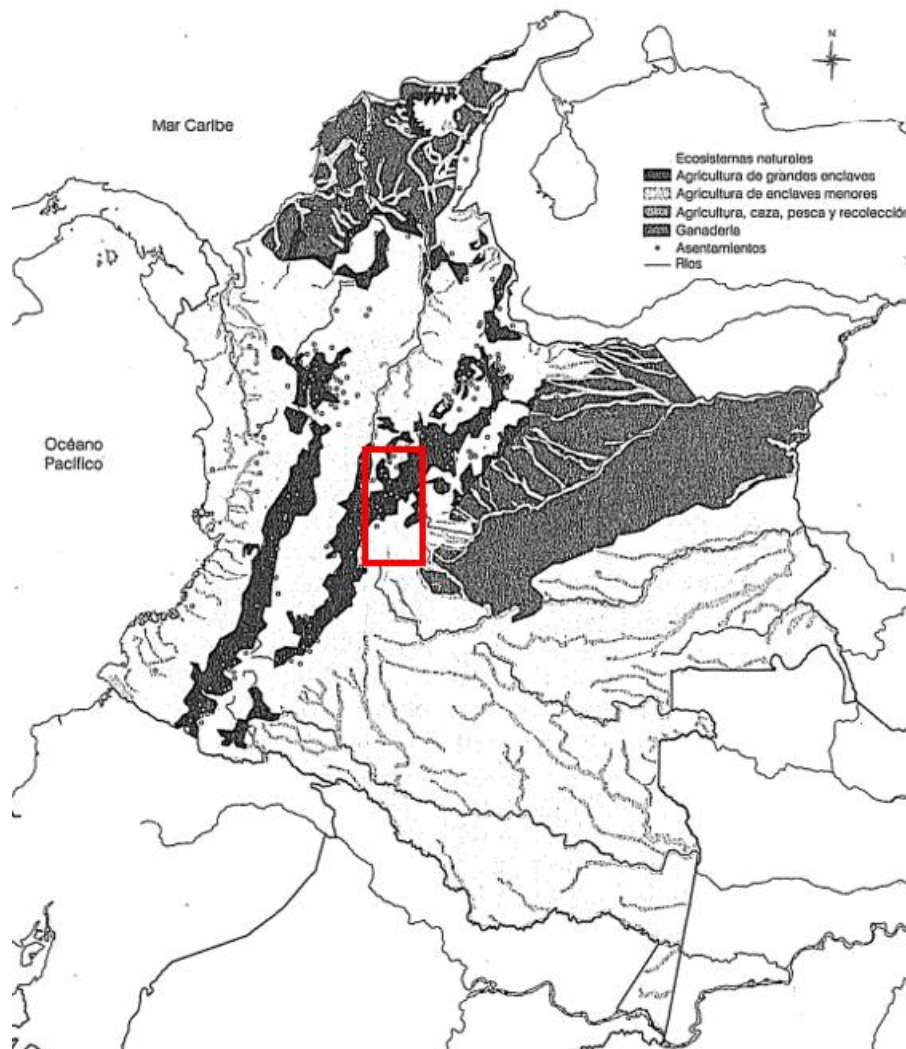 N
Mar Caribe
Ecosistemas naturales
Agricultura de grandes enclaves
Agricultura de enclaves menores
Agricultura, caza, pesca y recolección
Ganadería
Asentamientos
Ríos
Océano
Pacífico